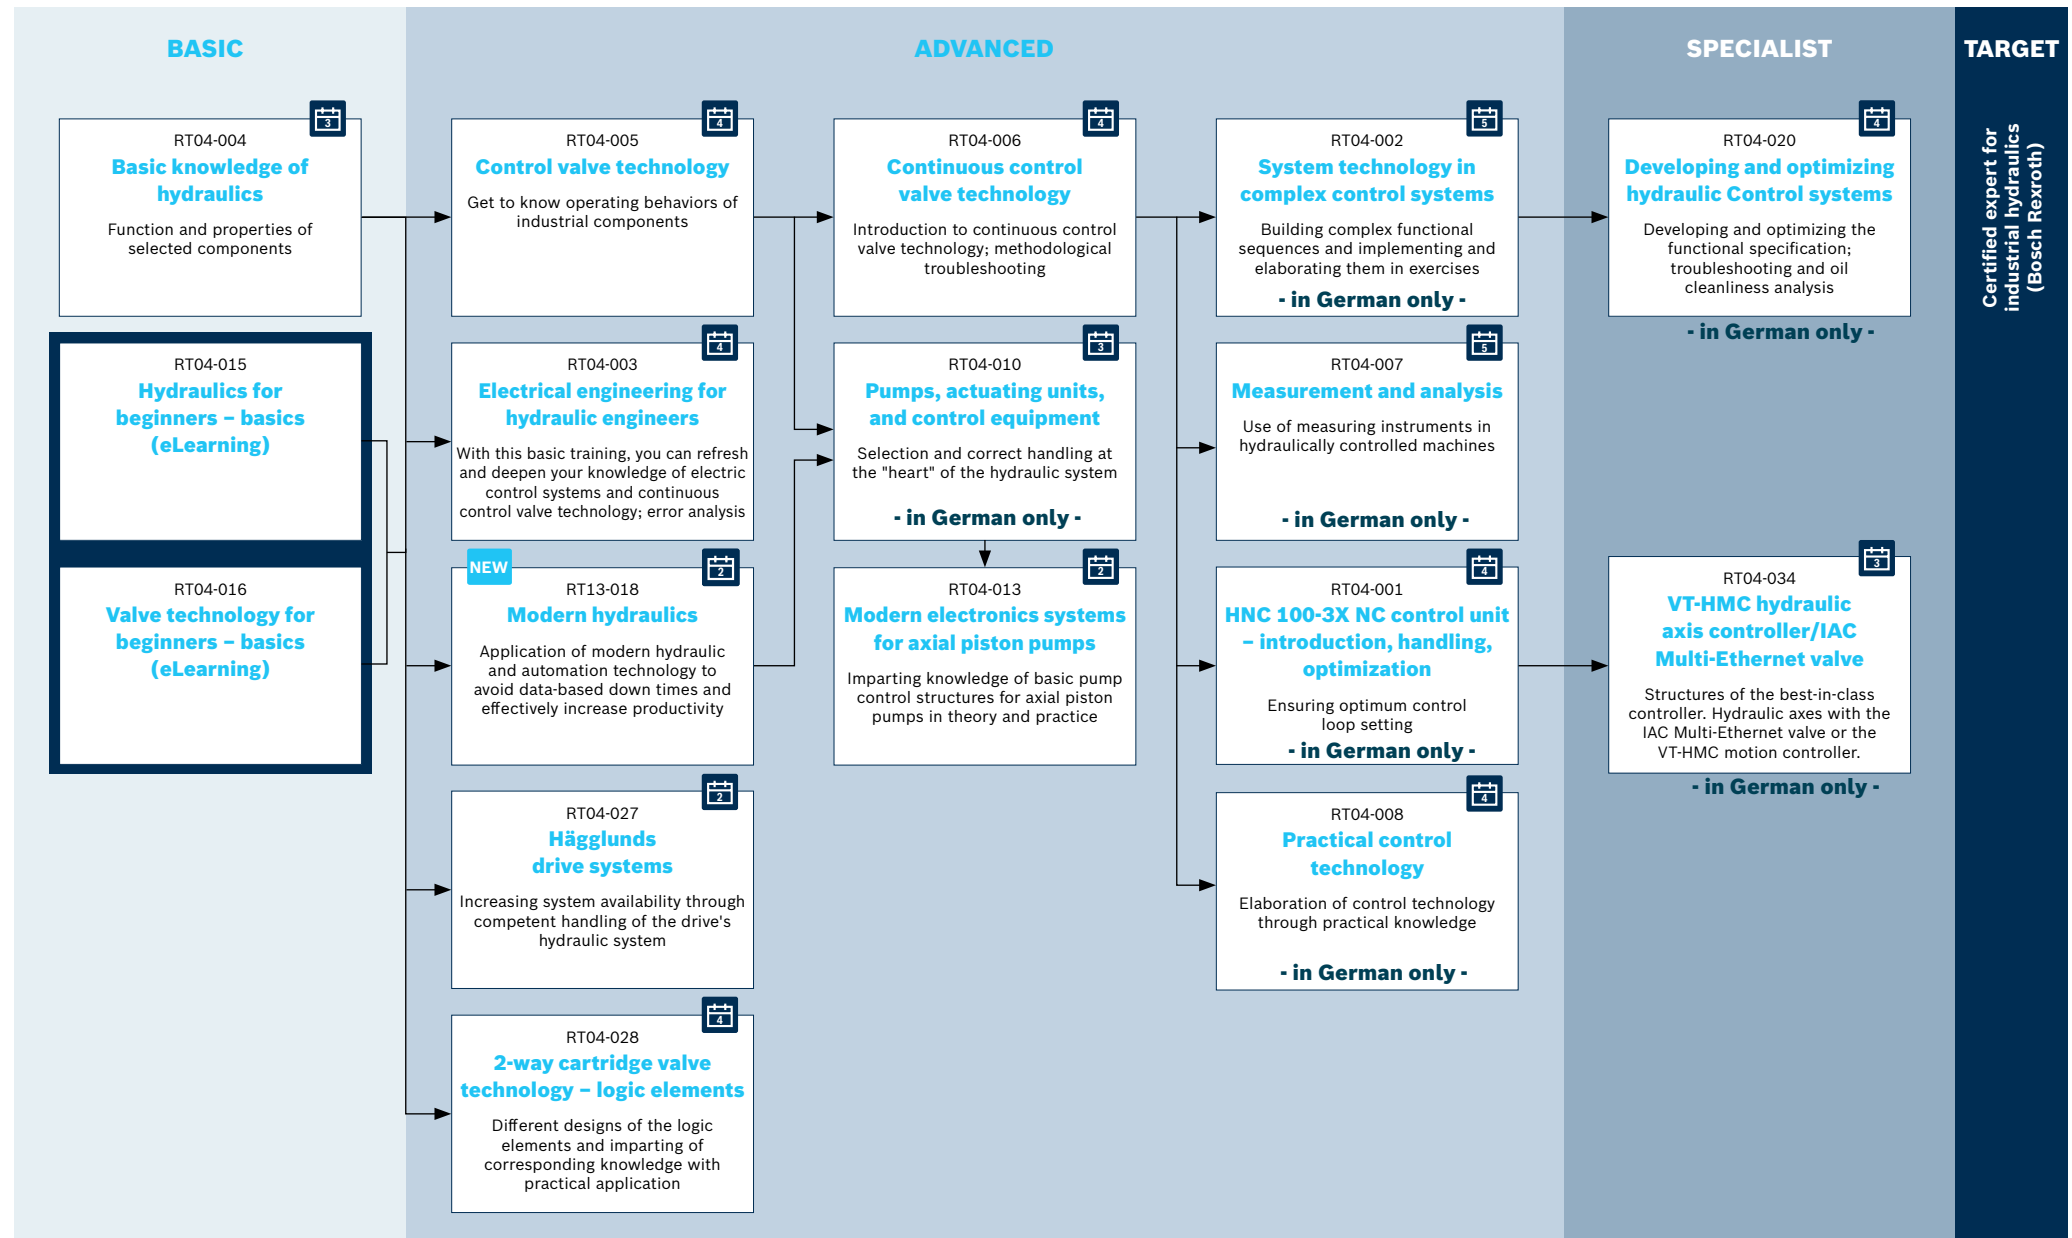 BASIC
ADVANCED
SPECIALIST
TARGET
3
RT04-004
Basic knowledge of
hydraulics
Function and properties of
selected components
RT04-015
Hydraulics for
beginners – basics
(eLearning)
RT04-016
Valve technology for
beginners – basics
(eLearning)
4
RT04-005
Control valve technology
Get to know operating behaviors of
industrial components
4
RT04-003
Electrical engineering for
hydraulic engineers
With this basic training, you can refresh
and deepen your knowledge of electric
control systems and continuous
control valve technology; error analysis
NEW
2
RT13-018
Modern hydraulics
Application of modern hydraulic
and automation technology to
avoid data-based down times and
effectively increase productivity
2
RT04-027
Hägglunds
drive systems
Increasing system availability through
competent handling of the drive's
hydraulic system
4
RT04-028
2-way cartridge valve
technology – logic elements
Different designs of the logic
elements and imparting of
corresponding knowledge with
practical application
4
RT04-006
Continuous control
valve technology
Introduction to continuous control
valve technology; methodological
troubleshooting
3
RT04-010
Pumps, actuating units,
and control equipment
Selection and correct handling at
the "heart" of the hydraulic system
- in German only -
2
RT04-013
Modern electronics systems
for axial piston pumps
Imparting knowledge of basic pump
control structures for axial piston
pumps in theory and practice
5
RT04-002
System technology in
complex control systems
Building complex functional
sequences and implementing and
elaborating them in exercises
- in German only -
5
RT04-007
Measurement and analysis
Use of measuring instruments in
hydraulically controlled machines
- in German only -
4
RT04-001
HNC 100-3X NC control unit
– introduction, handling,
optimization
Ensuring optimum control
loop setting
- in German only -
4
RT04-008
Practical control
technology
Elaboration of control technology
through practical knowledge
- in German only -
4
RT04-020
Developing and optimizing
hydraulic Control systems
Developing and optimizing the
functional specification;
troubleshooting and oil
cleanliness analysis
- in German only -
3
RT04-034
VT-HMC hydraulic
axis controller/IAC
Multi-Ethernet valve
Structures of the best-in-class
controller. Hydraulic axes with the
IAC Multi-Ethernet valve or the
VT-HMC motion controller.
- in German only -
Certified expert for
industrial hydraulics
(Bosch Rexroth)